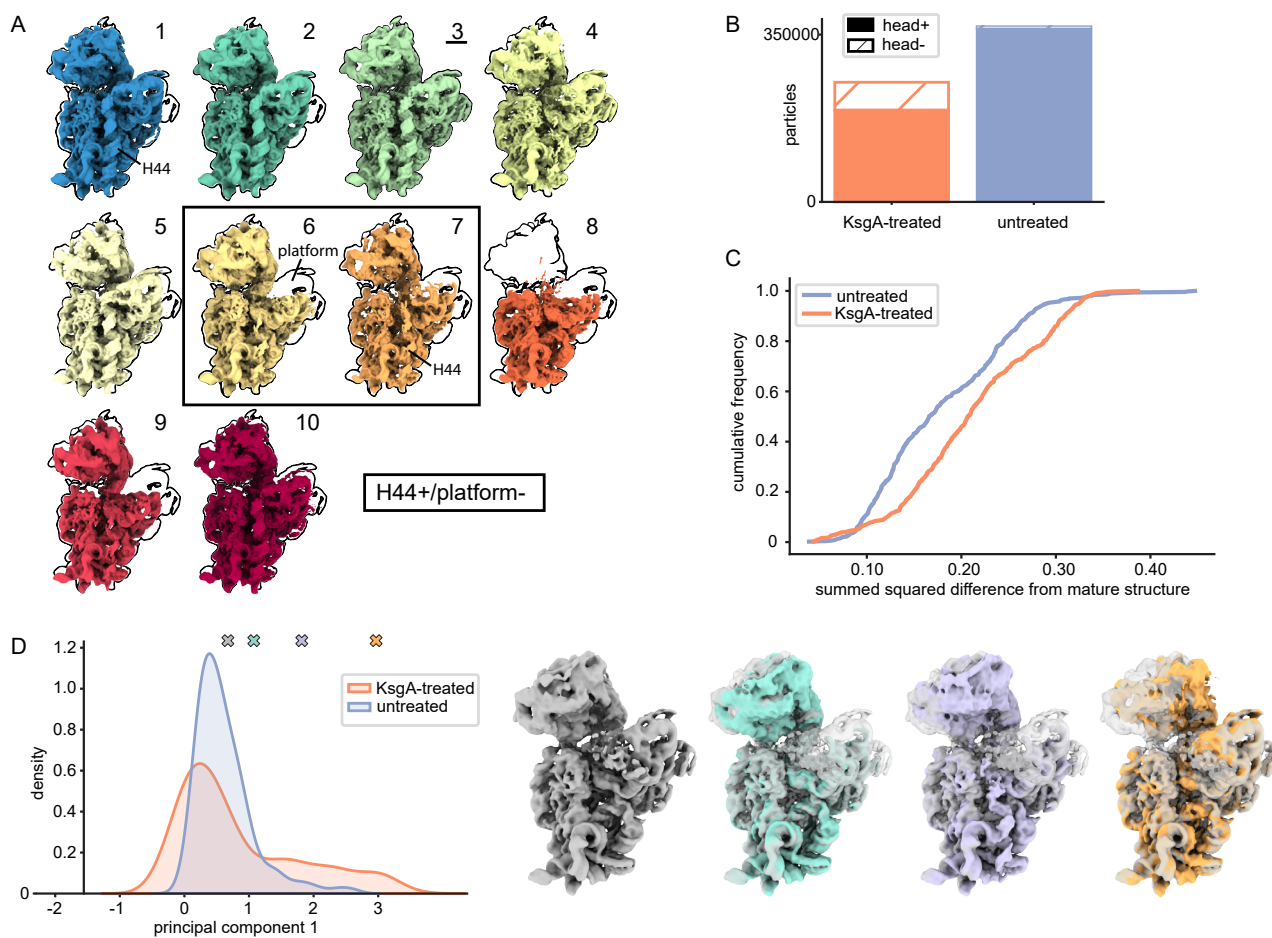 A
1
2
3
4
H44
5
6
7
8
platform
H44
9
10
H44+/platform-
B
head+
head-
350000
particles
0
KsgA-treated
untreated
C
untreated
KsgA-treated
1.0
0.8
0.6
0.4
0.2
0
cumulative frequency
0.10
0.20
0.30
0.40
summed squared difference from mature structure
D
1.2
1.0
0.8
0.6
0.4
0.2
0
density
KsgA-treated
untreated
-2
-1
0
1
2
3
principal component 1